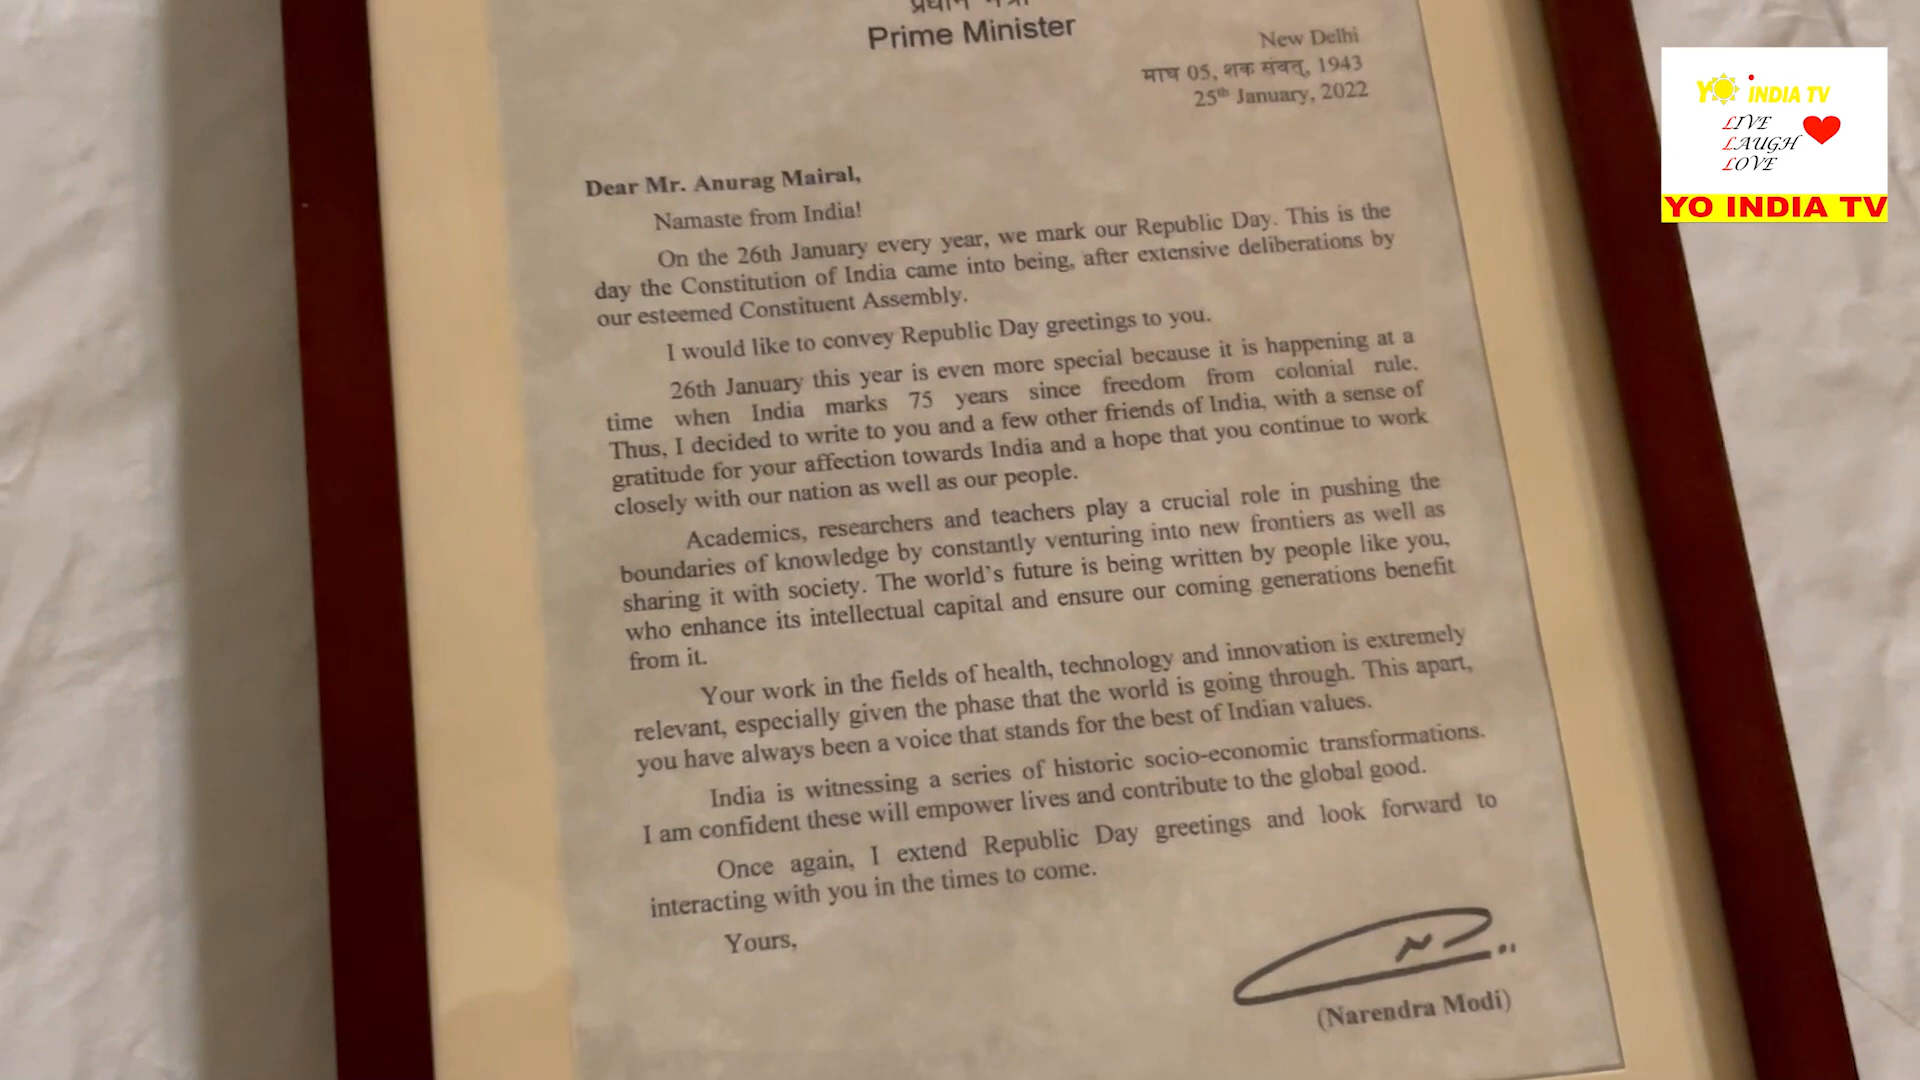 प्रधान मंत्री
Prime Minister
New Delhi
माघ 05, शक संवत्, 1943
25th January, 2022
Dear Mr. Anurag Mairal,
Namaste from India!
On the 26th January every year, we mark our Republic Day. This is the
day the Constitution of India came into being, after extensive deliberations by
our esteemed Constituent Assembly.
I would like to convey Republic Day greetings to you.
26th January this year is even more special because it is happening at a
time when India marks 75 years since freedom from colonial rule.
Thus, I decided to write to you and a few other friends of India, with a sense of
gratitude for your affection towards India and a hope that you continue to work
closely with our nation as well as our people.
Academics, researchers and teachers play a crucial role in pushing the
boundaries of knowledge by constantly venturing into new frontiers as well as
sharing it with society. The world's future is being written by people like you,
who enhance its intellectual capital and ensure our coming generations benefit
from it.
Your work in the fields of health, technology and innovation is extremely
relevant, especially given the phase that the world is going through. This apart,
you have always been a voice that stands for the best of Indian values.
India is witnessing a series of historic socio-economic transformations.
I am confident these will empower lives and contribute to the global good.
Once again, I extend Republic Day greetings and look forward to
interacting with you in the times to come.
Yours,
(Narendra Modi)
YO INDIA TV
LIVE
LAUGH
LOVE
YO INDIA TV